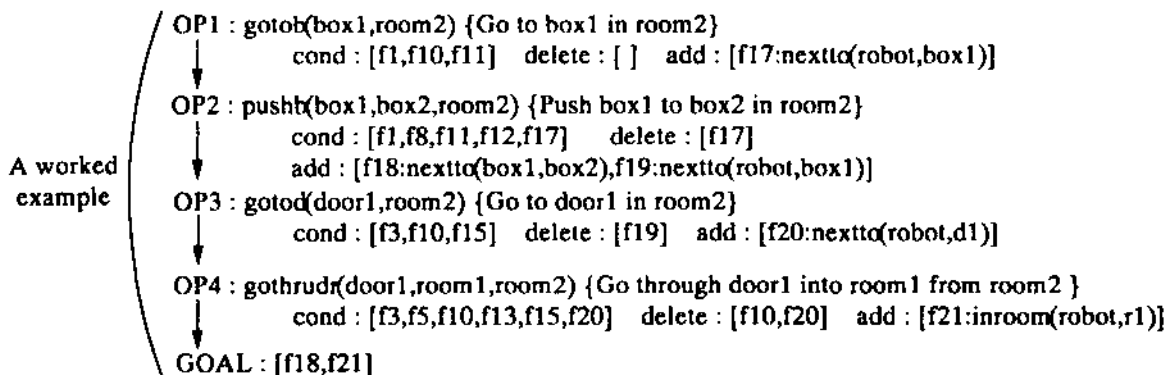 OP1 : gotob(box1,room2) {Go to box1 in room2}
cond : [f1,f10,f11] delete : [ ] add : [f17:nextto(robot,box1)]
OP2 : pushb(box1,box2,room2) {Push box1 to box2 in room2}
cond : [f1,f8,f11,f12,f17] delete : [f17]
add : [f18:nextto(box1,box2),f19:nextto(robot,box1)]
A worked
example
OP3 : gotod(door1,room2) {Go to door1 in room2}
cond : [f3,f10,f15] delete : [f19] add : [f20:nextto(robot,d1)]
OP4 : gothrudr(door1,room1,room2) {Go through door1 into room1 from room2 }
cond : [f3,f5,f10,f13,f15,f20] delete : [f10,f20] add : [f21:inroom(robot,r1)]
GOAL : [f18,f21]